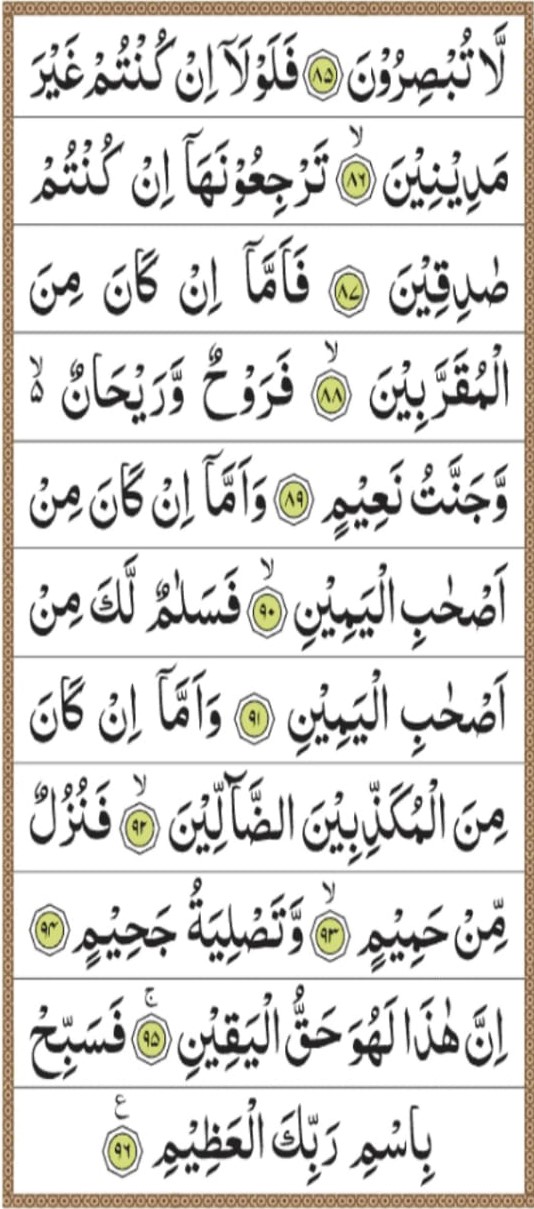 لَّا تُبْصِرُوْنَ ۝۸۵ فَلَوْلَاۤ اِنْ كُنْتُمْ غَيْرَ
مَدِيْنِيْنَ ۙ۝۸۶ تَرْجِعُوْنَهَاۤ اِنْ كُنْتُمْ
صٰدِقِيْنَ ۝۸۷ فَاَمَّاۤ اِنْ كَانَ مِنَ
الْمُقَرَّبِيْنَ ۙ۝۸۸ فَرَوْحٌ وَّرَيْحَانٌ ۙ۵
وَّجَنَّتُ نَعِيْمٍ ۝۸۹ وَاَمَّاۤ اِنْ كَانَ مِنْ
اَصْحٰبِ الْيَمِيْنِ ۙ۝۹۰ فَسَلٰمٌ لَّكَ مِنْ
اَصْحٰبِ الْيَمِيْنِ ۝۹۱ وَاَمَّاۤ اِنْ كَانَ
مِنَ الْمُكَذِّبِيْنَ الضَّآلِّيْنَ ۙ۝۹۲ فَنُزُلٌ
مِّنْ حَمِيْمٍ ۙ۝۹۳ وَّتَصْلِيَةُ جَحِيْمٍ ۝۹۴
اِنَّ هٰذَا لَهُوَ حَقُّ الْيَقِيْنِ ۚ۝۹۵ فَسَبِّحْ
بِاسْمِ رَبِّكَ الْعَظِيْمِ ۝۹۶ ع